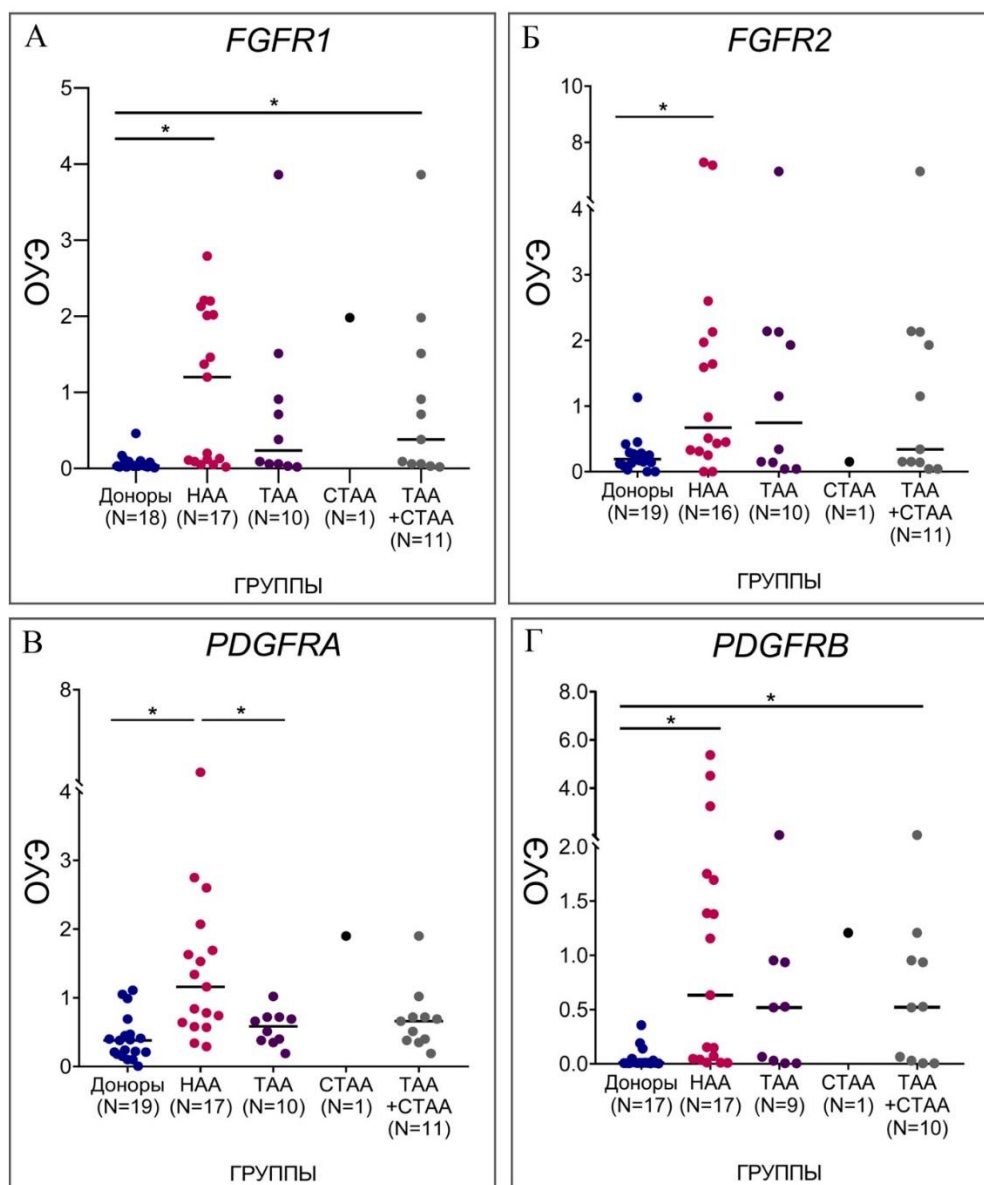 А
FGFR1
5
4
3
2
1
0
ОУЭ
*
*
Доноры НАА ТАА СТАА ТАА
(N=18) (N=17) (N=10) (N=1) +СТАА
(N=11)
ГРУППЫ
Б
FGFR2
10
8
4
3
2
1
0
ОУЭ
*
Доноры НАА ТАА СТАА ТАА
(N=19) (N=16) (N=10) (N=1) +СТАА
(N=11)
ГРУППЫ
В
PDGFRA
8
4
3
2
1
0
ОУЭ
* *
Доноры НАА ТАА СТАА ТАА
(N=19) (N=17) (N=10) (N=1) +СТАА
(N=11)
ГРУППЫ
Г
PDGFRB
8.0
6.0
4.0
2.0
1.5
1.0
0.5
0.0
ОУЭ
*
*
Доноры НАА ТАА СТАА ТАА
(N=17) (N=17) (N=9) (N=1) +СТАА
(N=10)
ГРУППЫ